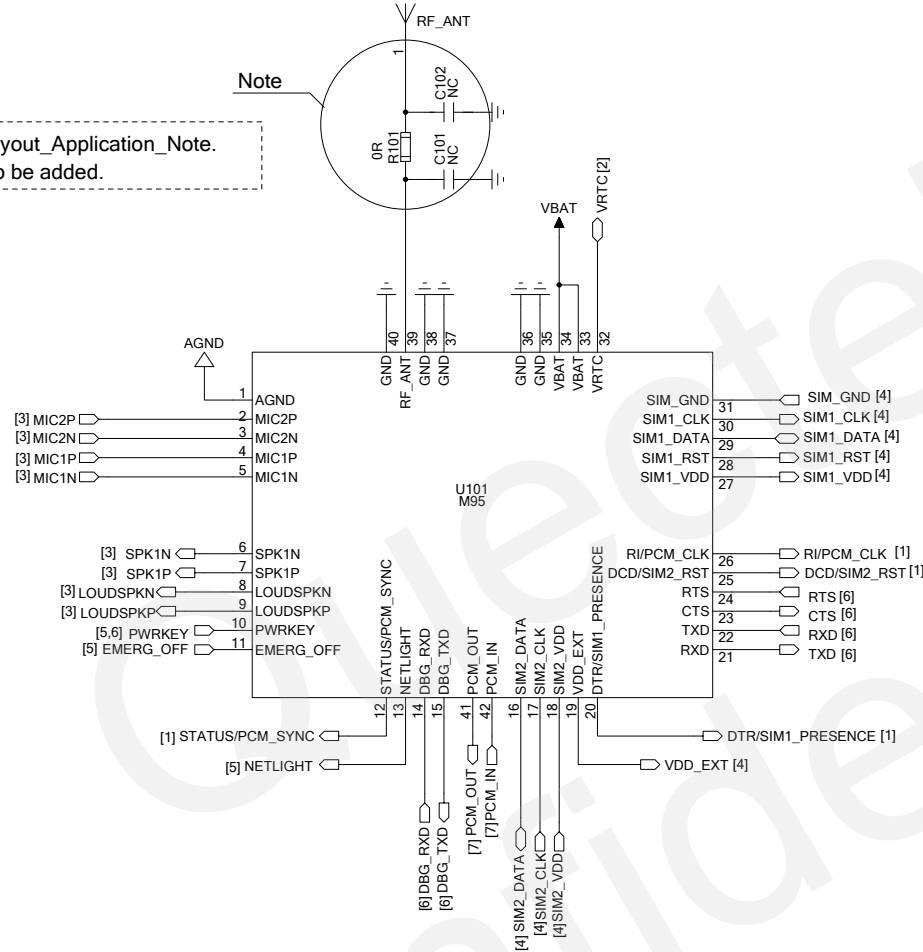 RF_ANT
1
Note
C102
NC
0R
R101
C101
NC
yout_Application_Note.
o be added.
VBAT
VRTC [2]
AGND
GND 40
RF_ANT 39
GND 38
GND 37
GND 36
GND 35
VBAT 34
VBAT 33
VRTC 32
[3] MIC2P
[3] MIC2N
[3] MIC1P
[3] MIC1N
1 AGND
2 MIC2P
3 MIC2N
4 MIC1P
5 MIC1N
U101
M95
SIM_GND 31 SIM_GND [4]
SIM1_CLK 30 SIM1_CLK [4]
SIM1_DATA 29 SIM1_DATA [4]
SIM1_RST 28 SIM1_RST [4]
SIM1_VDD 27 SIM1_VDD [4]
[3] SPK1N 6 SPK1N
[3] SPK1P 7 SPK1P
[3] LOUDSPKN 8 LOUDSPKN
[3] LOUDSPKP 9 LOUDSPKP
[5,6] PWRKEY 10 PWRKEY
[5] EMERG_OFF 11 EMERG_OFF
RI/PCM_CLK 26 RI/PCM_CLK [1]
DCD/SIM2_RST 25 DCD/SIM2_RST [1]
RTS 24 RTS [6]
CTS 23 CTS [6]
TXD 22 RXD [6]
RXD 21 TXD [6]
STATUS/PCM_SYNC 12
NETLIGHT 13
DBG_RXD 14
DBG_TXD 15
PCM_OUT 41
PCM_IN 42
SIM2_DATA 16
SIM2_CLK 17
SIM2_VDD 18
VDD_EXT 19
DTR/SIM1_PRESENCE 20
[1] STATUS/PCM_SYNC
DTR/SIM1_PRESENCE [1]
[5] NETLIGHT
VDD_EXT [4]
[6] DBG_RXD
[6] DBG_TXD
[7] PCM_OUT
[7] PCM_IN
[4] SIM2_DATA
[4] SIM2_CLK
[4] SIM2_VDD